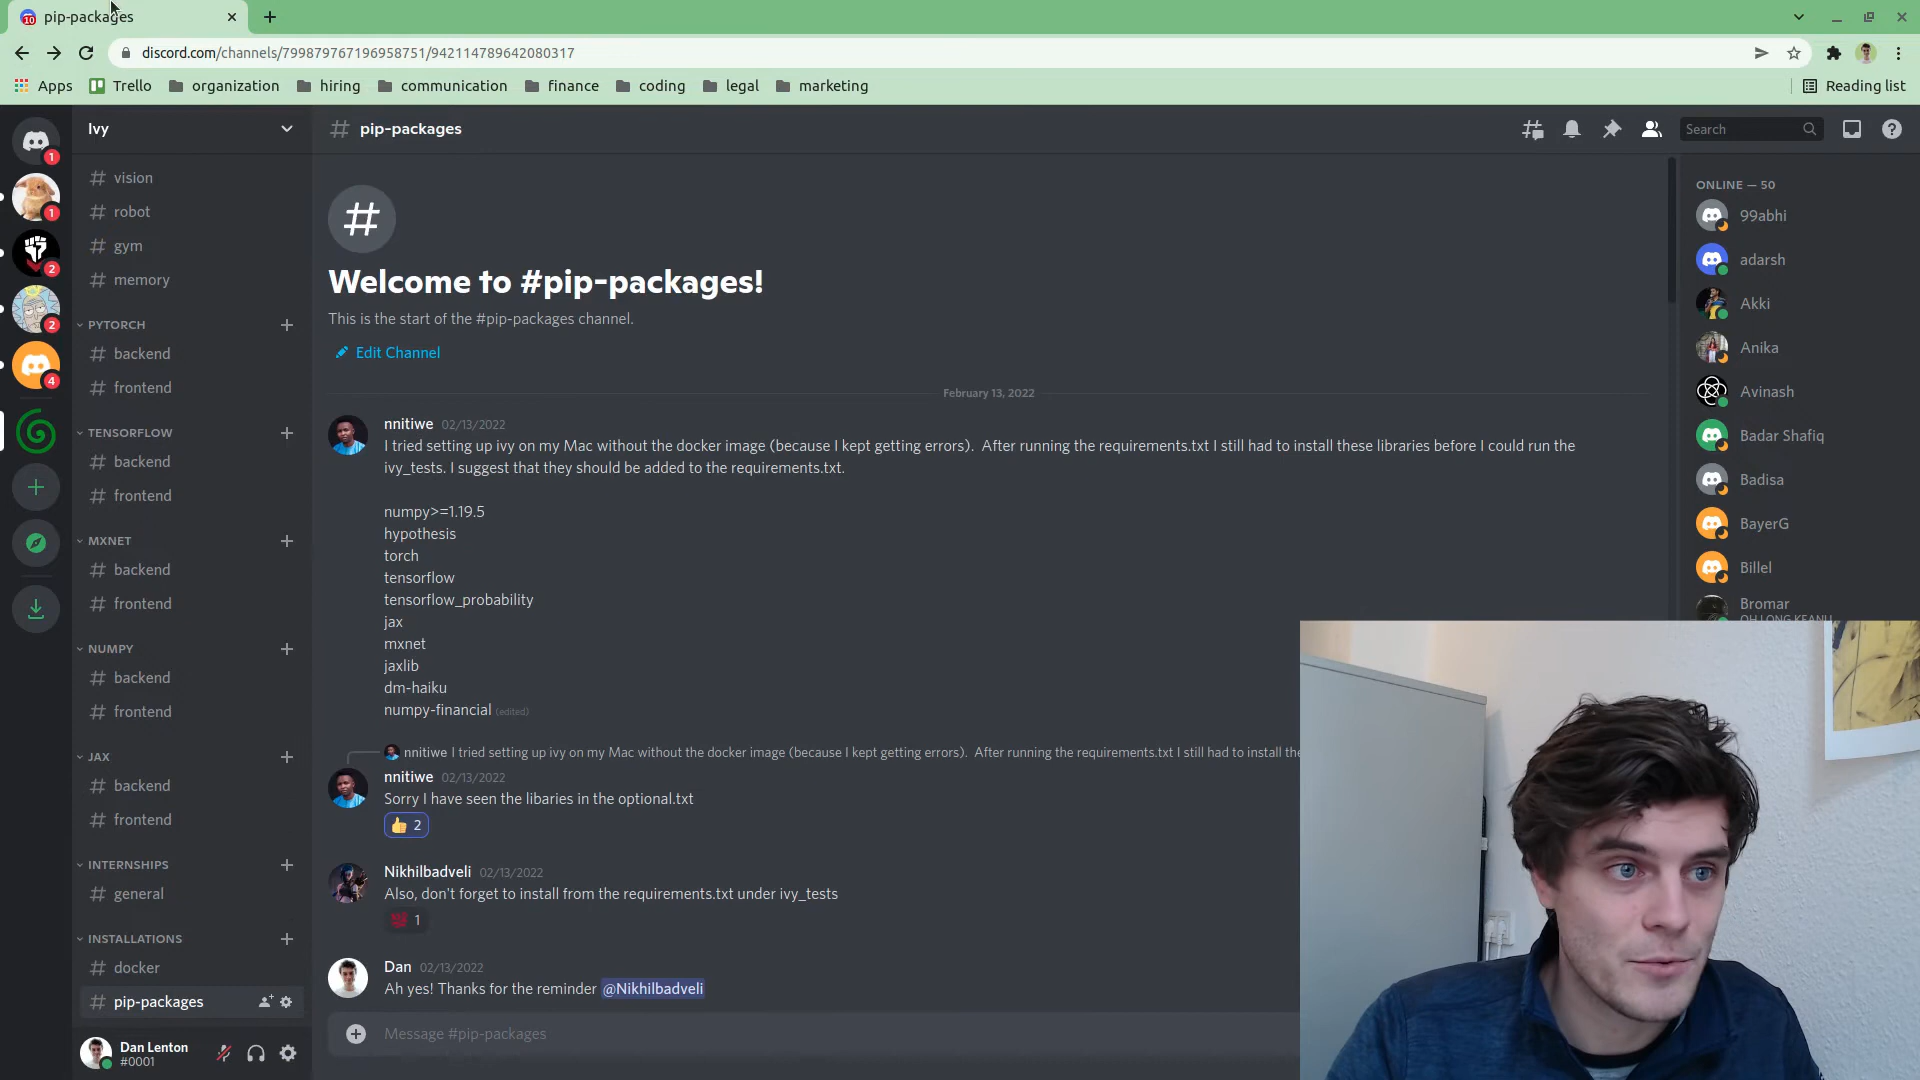 pip-packages
discord.com/channels/799879767196958751/942114789642080317
Apps
Trello
organization
hiring
communication
finance
coding
legal
marketing
Reading list
1
1
2
2
4
Ivy
vision
robot
gym
memory
PYTORCH
backend
frontend
TENSORFLOW
backend
frontend
MXNET
backend
frontend
NUMPY
backend
frontend
JAX
backend
frontend
INTERNSHIPS
general
INSTALLATIONS
docker
pip-packages
Dan Lenton
#0001
pip-packages
Search
Welcome to #pip-packages!
This is the start of the #pip-packages channel.
Edit Channel
February 13, 2022
nnitiwe 02/13/2022
I tried setting up ivy on my Mac without the docker image (because I kept getting errors). After running the requirements.txt I still had to install these libraries before I could run the
ivy_tests. I suggest that they should be added to the requirements.txt.
numpy>=1.19.5
hypothesis
torch
tensorflow
tensorflow_probability
jax
mxnet
jaxlib
dm-haiku
numpy-financial (edited)
nnitiwe I tried setting up ivy on my Mac without the docker image (because I kept getting errors). After running the requirements.txt I still had to install the
nnitiwe 02/13/2022
Sorry I have seen the libaries in the optional.txt
2
Nikhilbadveli 02/13/2022
Also, don't forget to install from the requirements.txt under ivy_tests
1
Dan 02/13/2022
Ah yes! Thanks for the reminder @Nikhilbadveli
Message #pip-packages
ONLINE — 50
99abhi
adarsh
Akki
Anika
Avinash
Badar Shafiq
Badisa
BayerG
Billel
Bromar
OH LONG KEANU